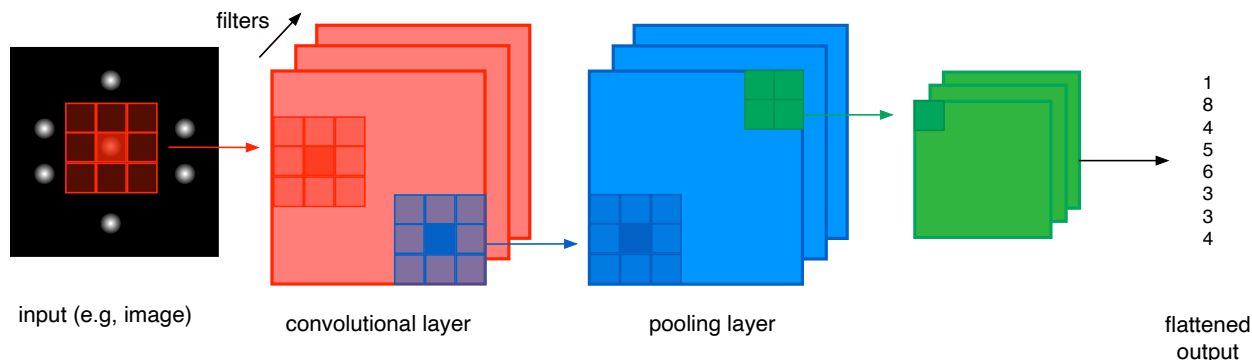 filters
1
8
4
5
6
3
3
4
input (e.g, image)
convolutional layer
pooling layer
flattened
output